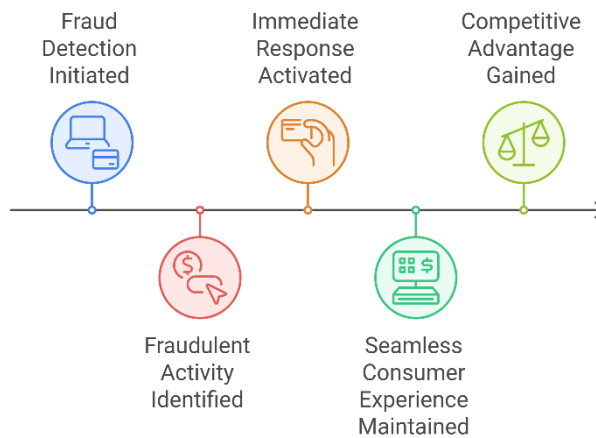 Fraud
Detection
Initiated
Fraudulent
Activity
Identified
Immediate
Response
Activated
Seamless
Consumer
Experience
Maintained
Competitive
Advantage
Gained
$
$